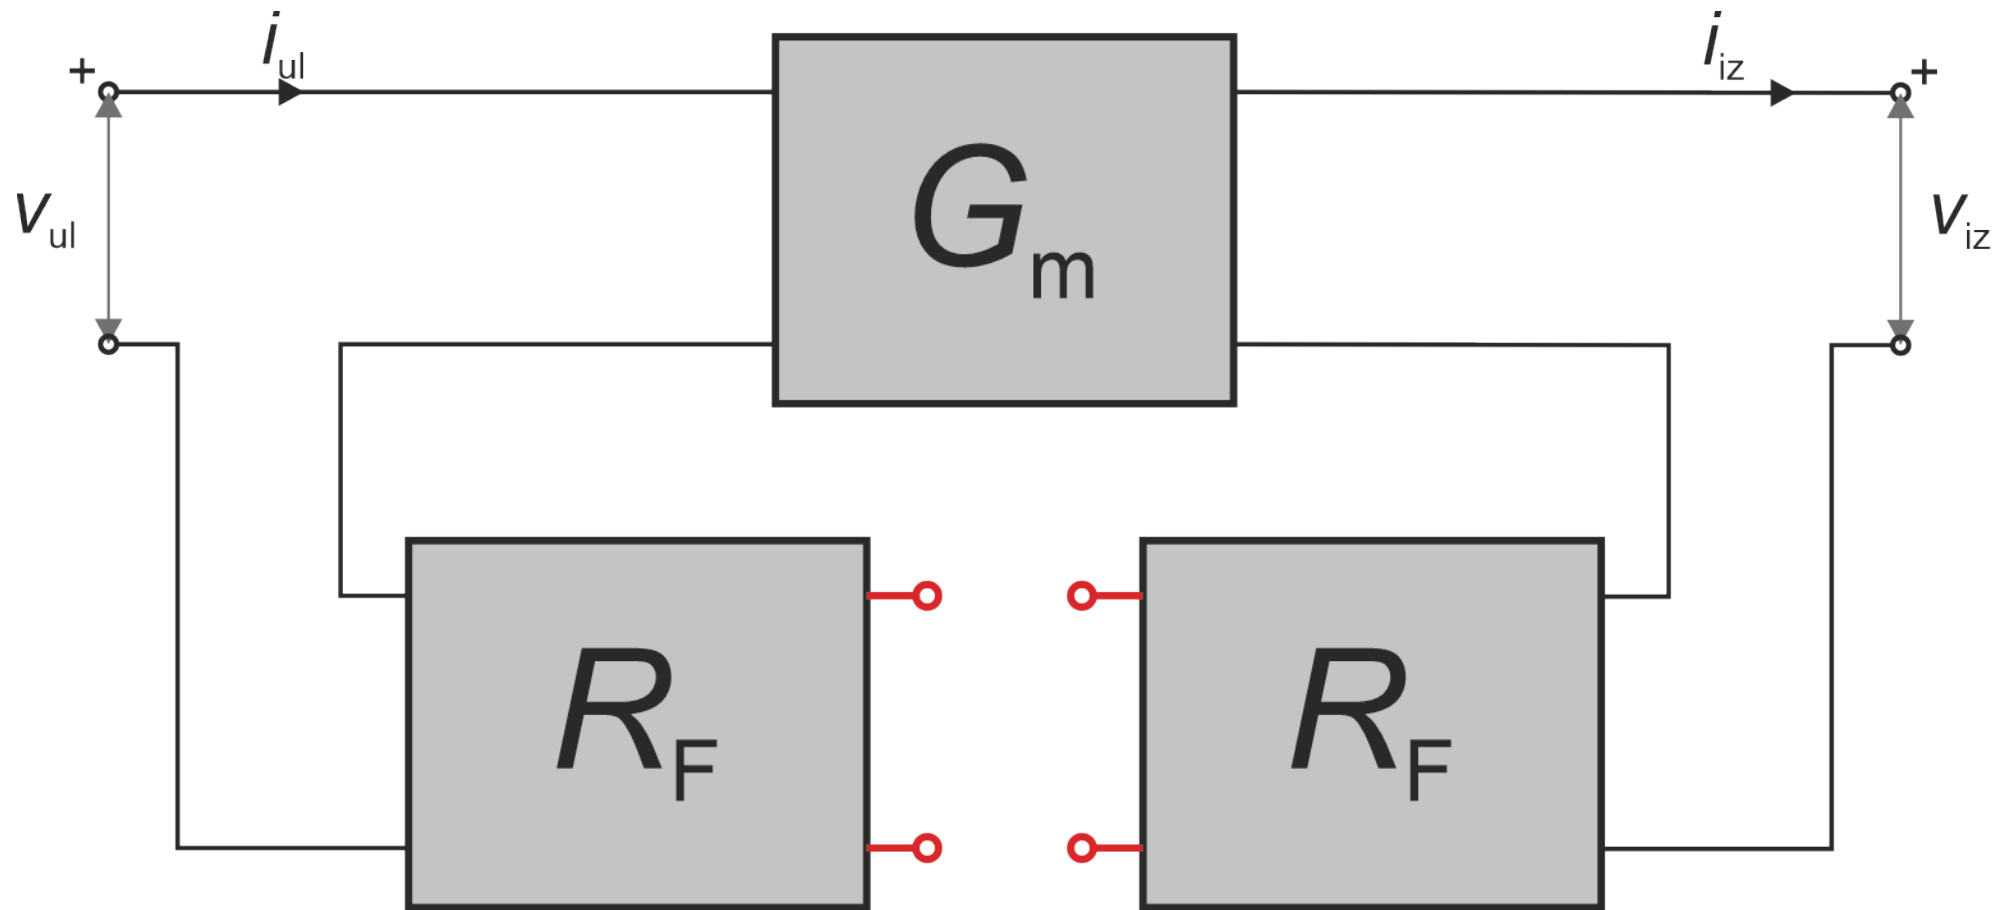 + i_ul
i_iz +
G_m
v_ul
v_iz
R_F
R_F